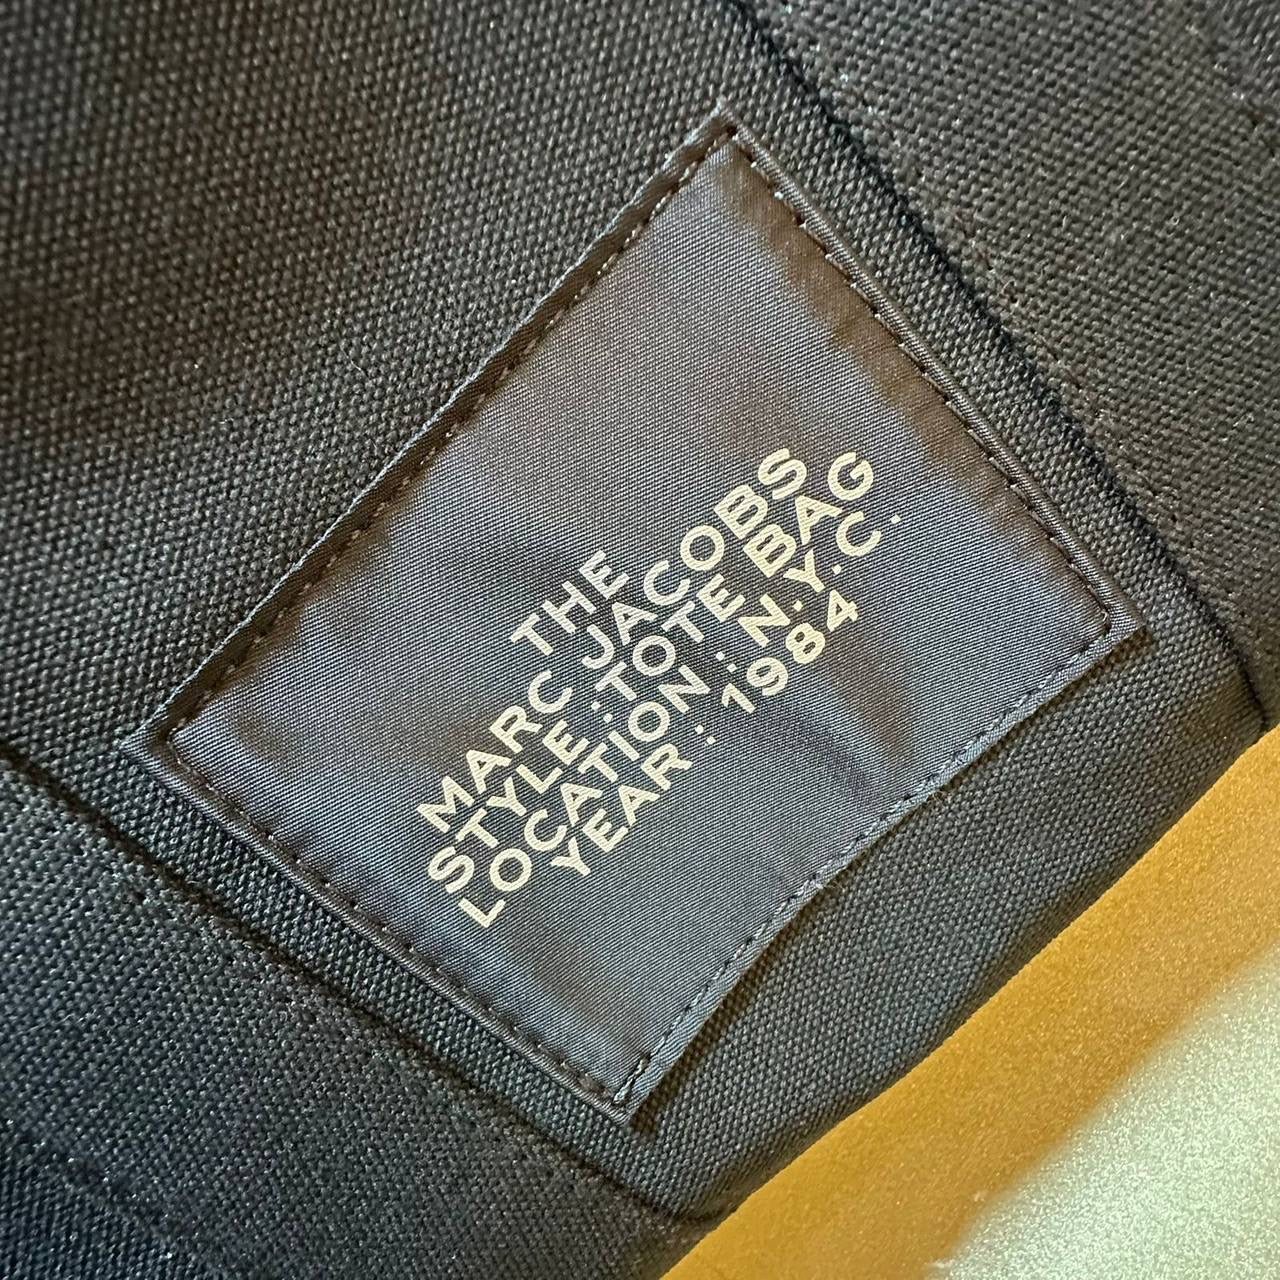 THE
MARC JACOBS
STYLE : TOTE BAG
LOCATION : N.Y.C.
YEAR : 1984